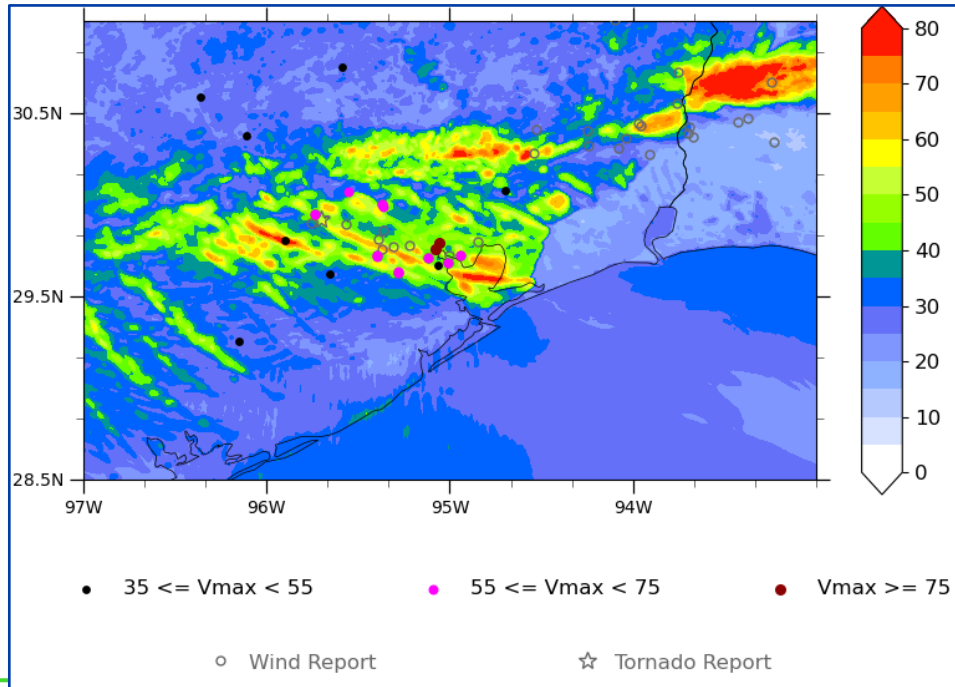 80
70
30.5N
60
50
40
29.5N
30
20
10
28.5N
0
97W 96W 95W 94W
35 <= Vmax < 55 55 <= Vmax < 75 Vmax >= 75
Wind Report Tornado Report